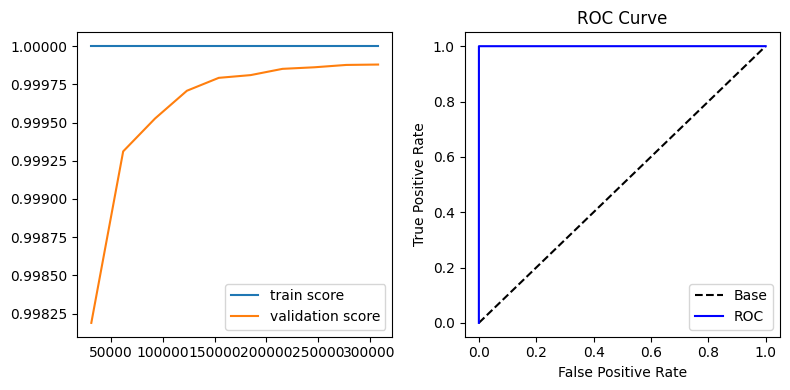 1.00000
0.99975
0.99950
0.99925
0.99900
0.99875
0.99850
0.99825
50000 100000 150000 200000 250000 300000
train score
validation score
ROC Curve
True Positive Rate
1.0
0.8
0.6
0.4
0.2
0.0
0.0 0.2 0.4 0.6 0.8 1.0
False Positive Rate
Base
ROC